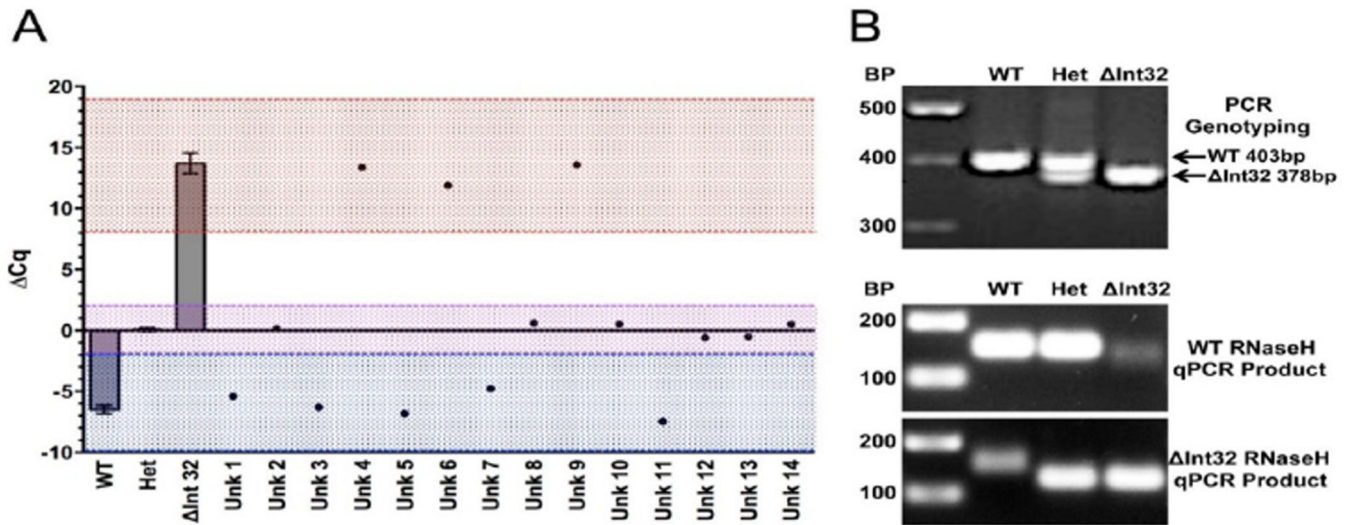 A
20
15
10
5
0
-5
-10
ΔCq
WT
Het
ΔInt 32
Unk 1
Unk 2
Unk 3
Unk 4
Unk 5
Unk 6
Unk 7
Unk 8
Unk 9
Unk 10
Unk 11
Unk 12
Unk 13
Unk 14
B
BP WT Het ΔInt32
500
400
300
PCR
Genotyping
WT 403bp
ΔInt32 378bp
BP WT Het ΔInt32
200
100
WT RNaseH
qPCR Product
200
100
ΔInt32 RNaseH
qPCR Product